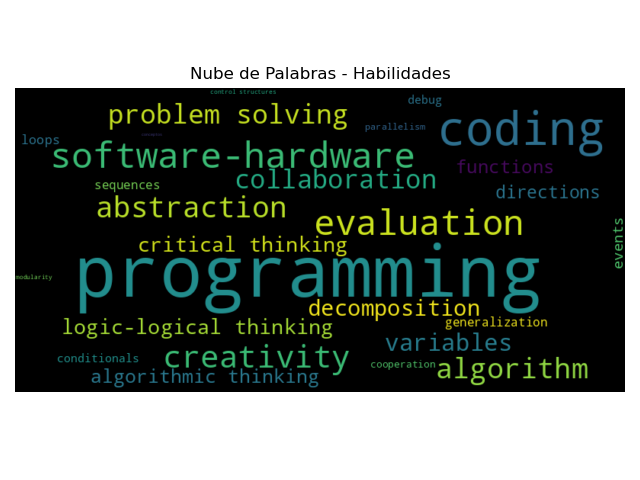 Nube de Palabras - Habilidades
control structures
debug
problem solving
coding
parallelism
loops
software-hardware
functions
collaboration
sequences
directions
abstraction
evaluation
events
critical thinking
programming
modularity
decomposition
generalization
logic-logical thinking
variables
creativity
conditionals
cooperation
algorithm
algorithmic thinking